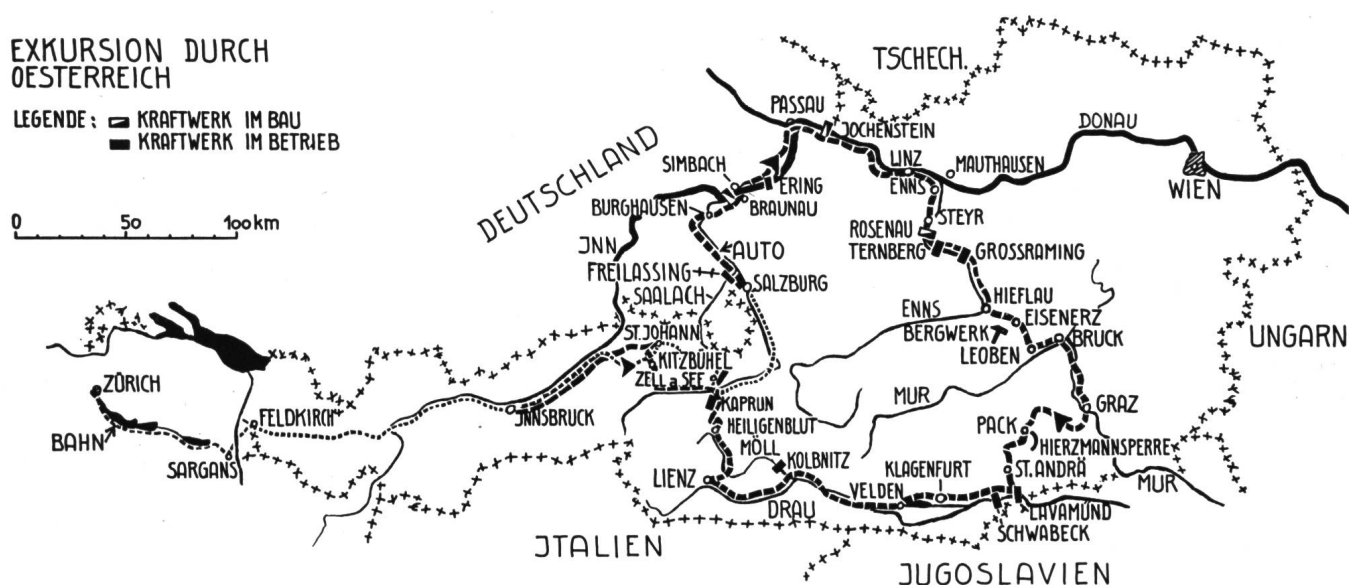 EXKURSION DURCH
OESTERREICH
LEGENDE: KRAFTWERK IM BAU
KRAFTWERK IM BETRIEB
0 50 100 km
DEUTSCHLAND
TSCHECH.
UNGARN
JTALIEN
JUGOSLAVIEN
PASSAU
JOCHENSTEIN
DONAU
LINZ
MAUTHAUSEN
WIEN
ENNS
SIMBACH
ERING
BURGHAUSEN
BRAUNAU
STEYR
ROSENAU
TERNBERG
GROSSRAMING
JNN
AUTO
FREILASSING
SALZBURG
SAALACH
ENNS
HIEFLAU
EISENERZ
BERGWERK
LEOBEN
BRUCK
ST. JOHANN
KITZBÜHEL
ZELL a SEE
KAPRUN
MUR
GRAZ
ZÜRICH
BAHN
SARGANS
FELDKIRCH
JNNSBRUCK
HEILIGENBLUT
MÖLL
KOLBNITZ
PACK
HIERZMANNSPERRE
ST. ANDRÄ
MUR
LIENZ
DRAU
VELDEN
KLAGENFURT
LAVAMÜND
SCHWABECK